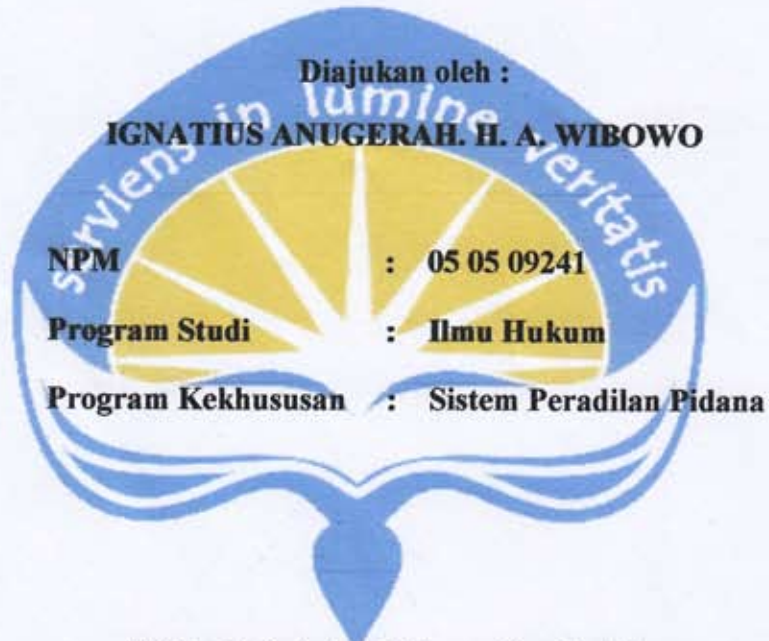 Diajukan oleh :
serviens in lumine veritatis
IGNATIUS ANUGERAH. H. A. WIBOWO
NPM : 05 05 09241
Program Studi : Ilmu Hukum
Program Kekhususan : Sistem Peradilan Pidana